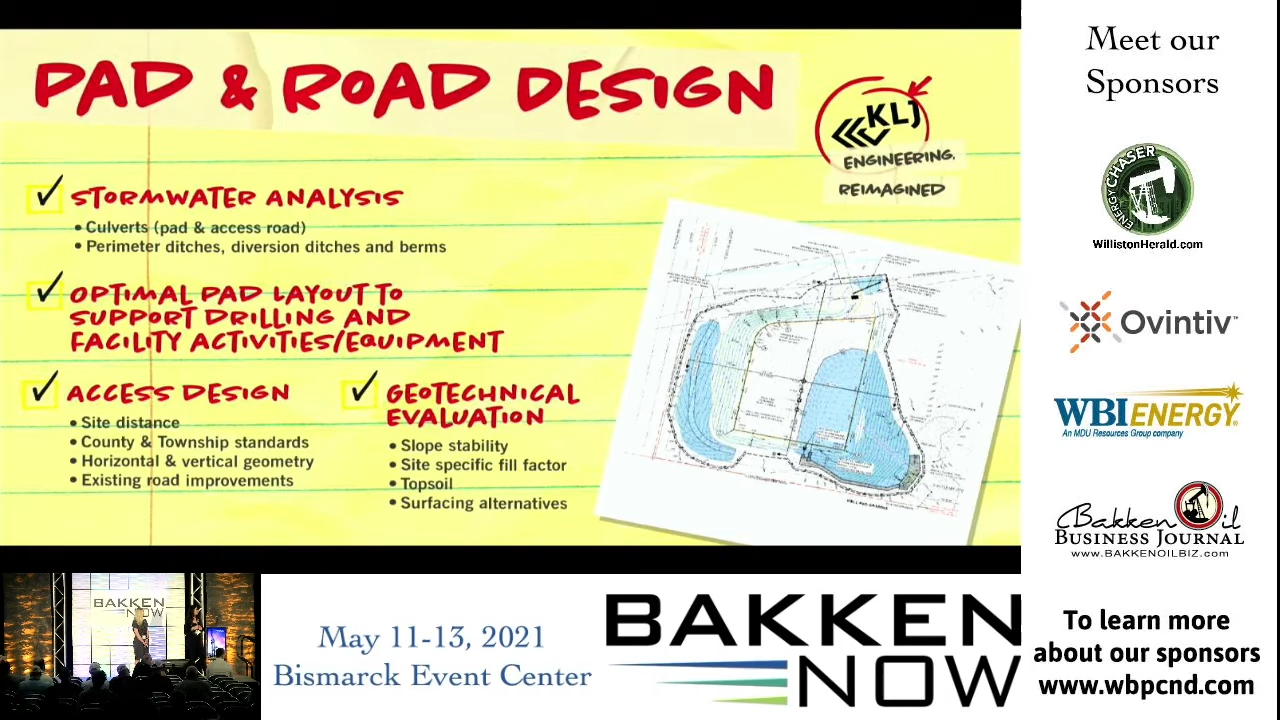 PAD & ROAD DESIGN
KLJ
ENGINEERING,
REIMAGINED
✓ STORMWATER ANALYSIS
• Culverts (pad & access road)
• Perimeter ditches, diversion ditches and berms
✓ OPTIMAL PAD LAYOUT TO
SUPPORT DRILLING AND
FACILITY ACTIVITIES/EQUIPMENT
✓ ACCESS DESIGN
• Site distance
• County & Township standards
• Horizontal & vertical geometry
• Existing road improvements
✓ GEOTECHNICAL
EVALUATION
• Slope stability
• Site specific fill factor
• Topsoil
• Surfacing alternatives
Meet our
Sponsors
ENERGY CHASER
WillistonHerald.com
Ovintiv™
WBI ENERGY®
An MDU Resources Group company
Bakken Oil
BUSINESS JOURNAL
www.BAKKENOILBIZ.com
To learn more
about our sponsors
www.wbpcnd.com
BAKKEN
NOW
May 11-13, 2021
Bismarck Event Center
BAKKEN
NOW